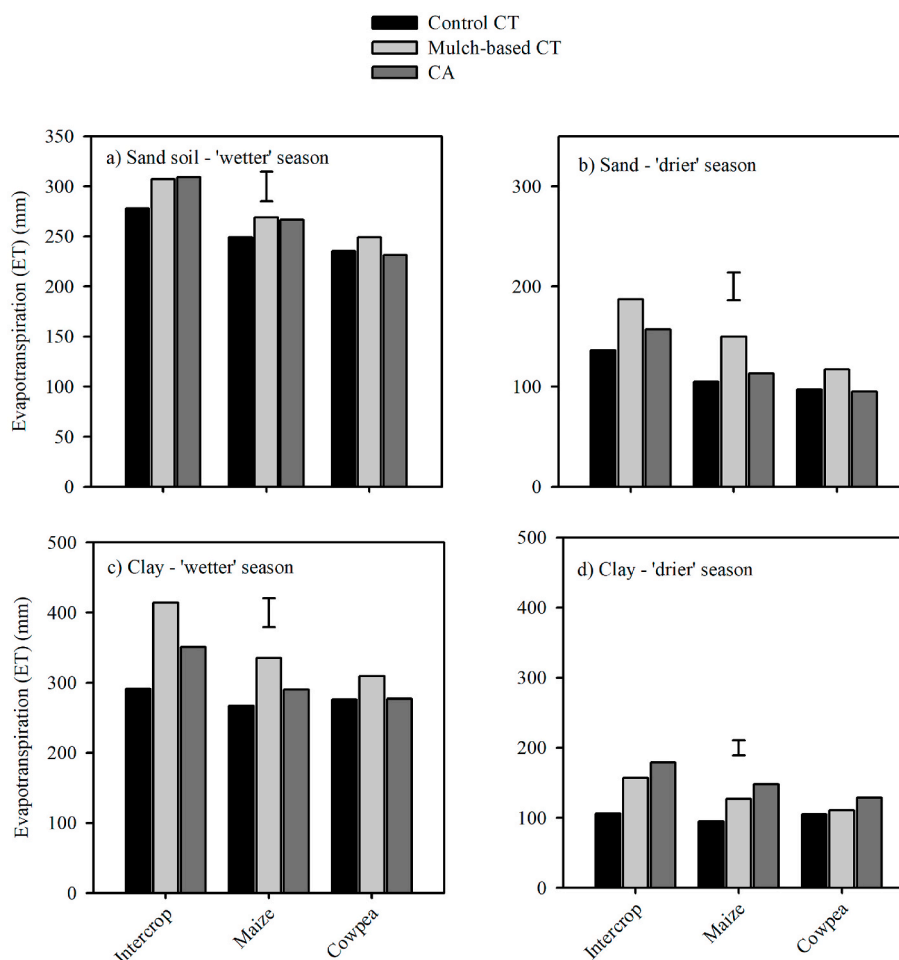 Control CT
Mulch-based CT
CA
a) Sand soil - 'wetter' season
350
300
250
200
150
100
50
0
Evapotranspiration (ET) (mm)
b) Sand - 'drier' season
300
200
100
0
c) Clay - 'wetter' season
500
400
300
200
100
0
Evapotranspiration (ET) (mm)
Intercrop
Maize
Cowpea
d) Clay - 'drier' season
500
400
300
200
100
0
Intercrop
Maize
Cowpea